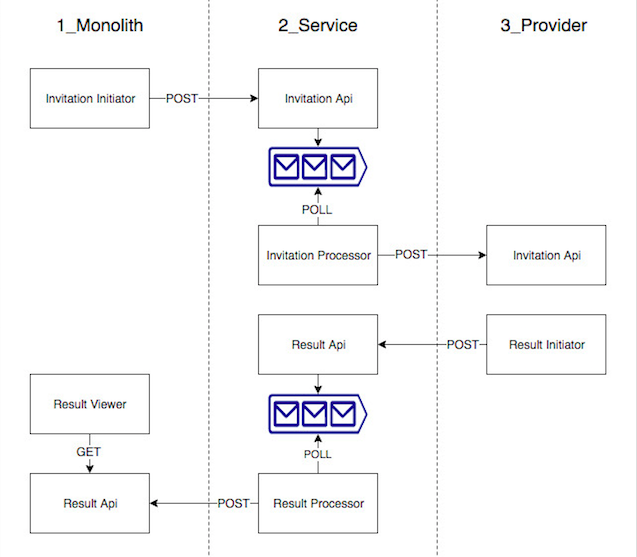 1_Monolith
2_Service
3_Provider
Invitation Initiator
POST
Invitation Api
POLL
Invitation Processor
POST
Invitation Api
Result Api
POST
Result Initiator
Result Viewer
GET
POLL
Result Api
POST
Result Processor